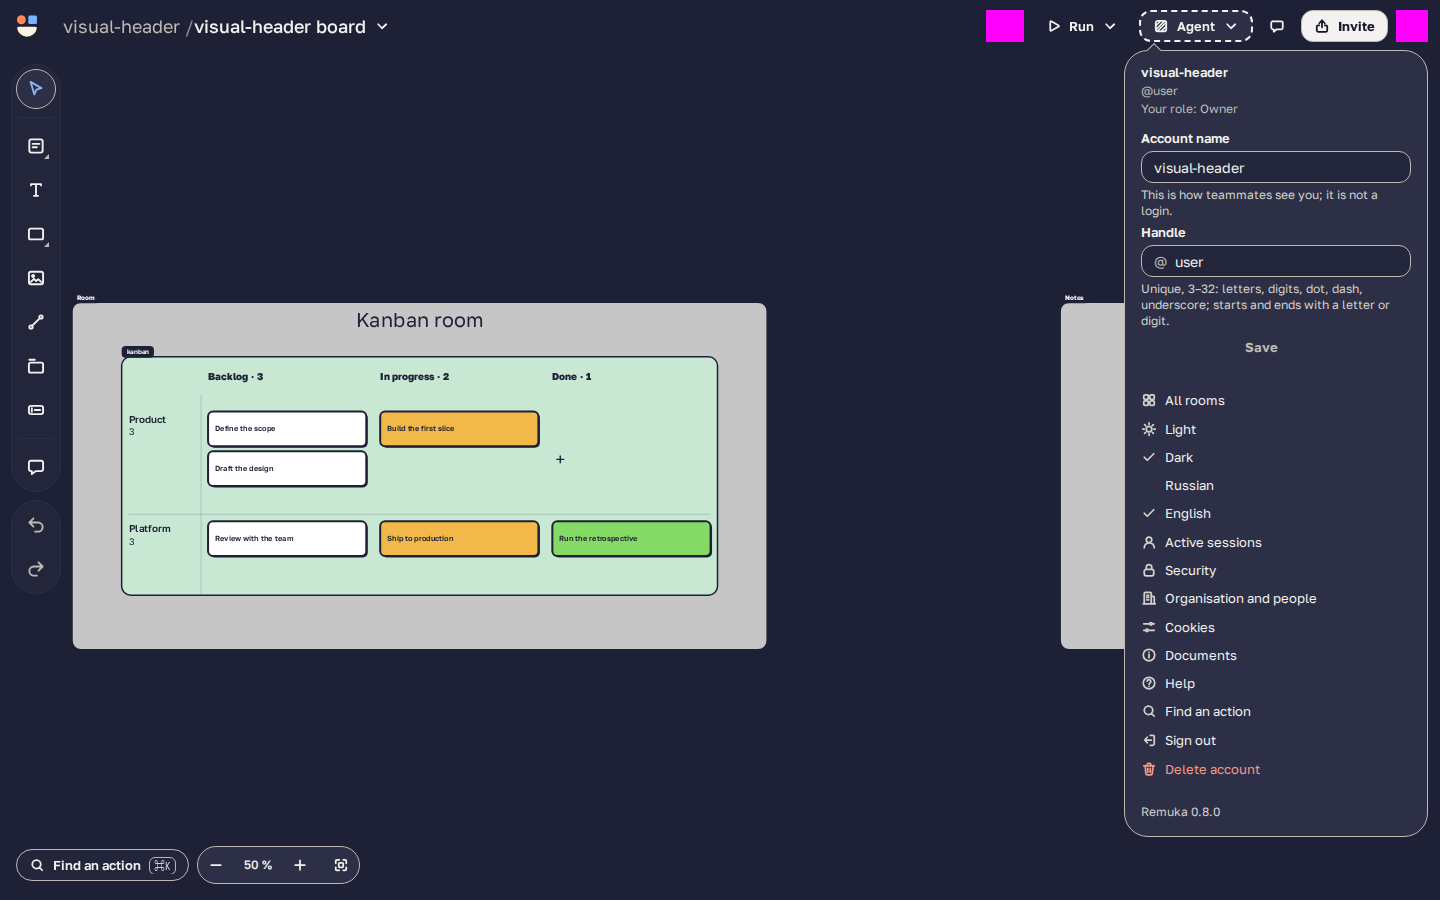 visual-header / visual-header board
Run
Agent
Invite
visual-header
@user
Your role: Owner
Account name
visual-header
This is how teammates see you; it is not a
login.
Handle
@ user
Unique, 3–32: letters, digits, dot, dash,
underscore; starts and ends with a letter or
digit.
Save
All rooms
Light
Dark
Russian
English
Active sessions
Security
Organisation and people
Cookies
Documents
Help
Find an action
Sign out
Delete account
Remuka 0.8.0
Room
Kanban room
kanban
Backlog · 3
In progress · 2
Done · 1
Product
3
Define the scope
Build the first slice
Draft the design
+
Platform
3
Review with the team
Ship to production
Run the retrospective
Notes
Find an action ⌘K
50 %